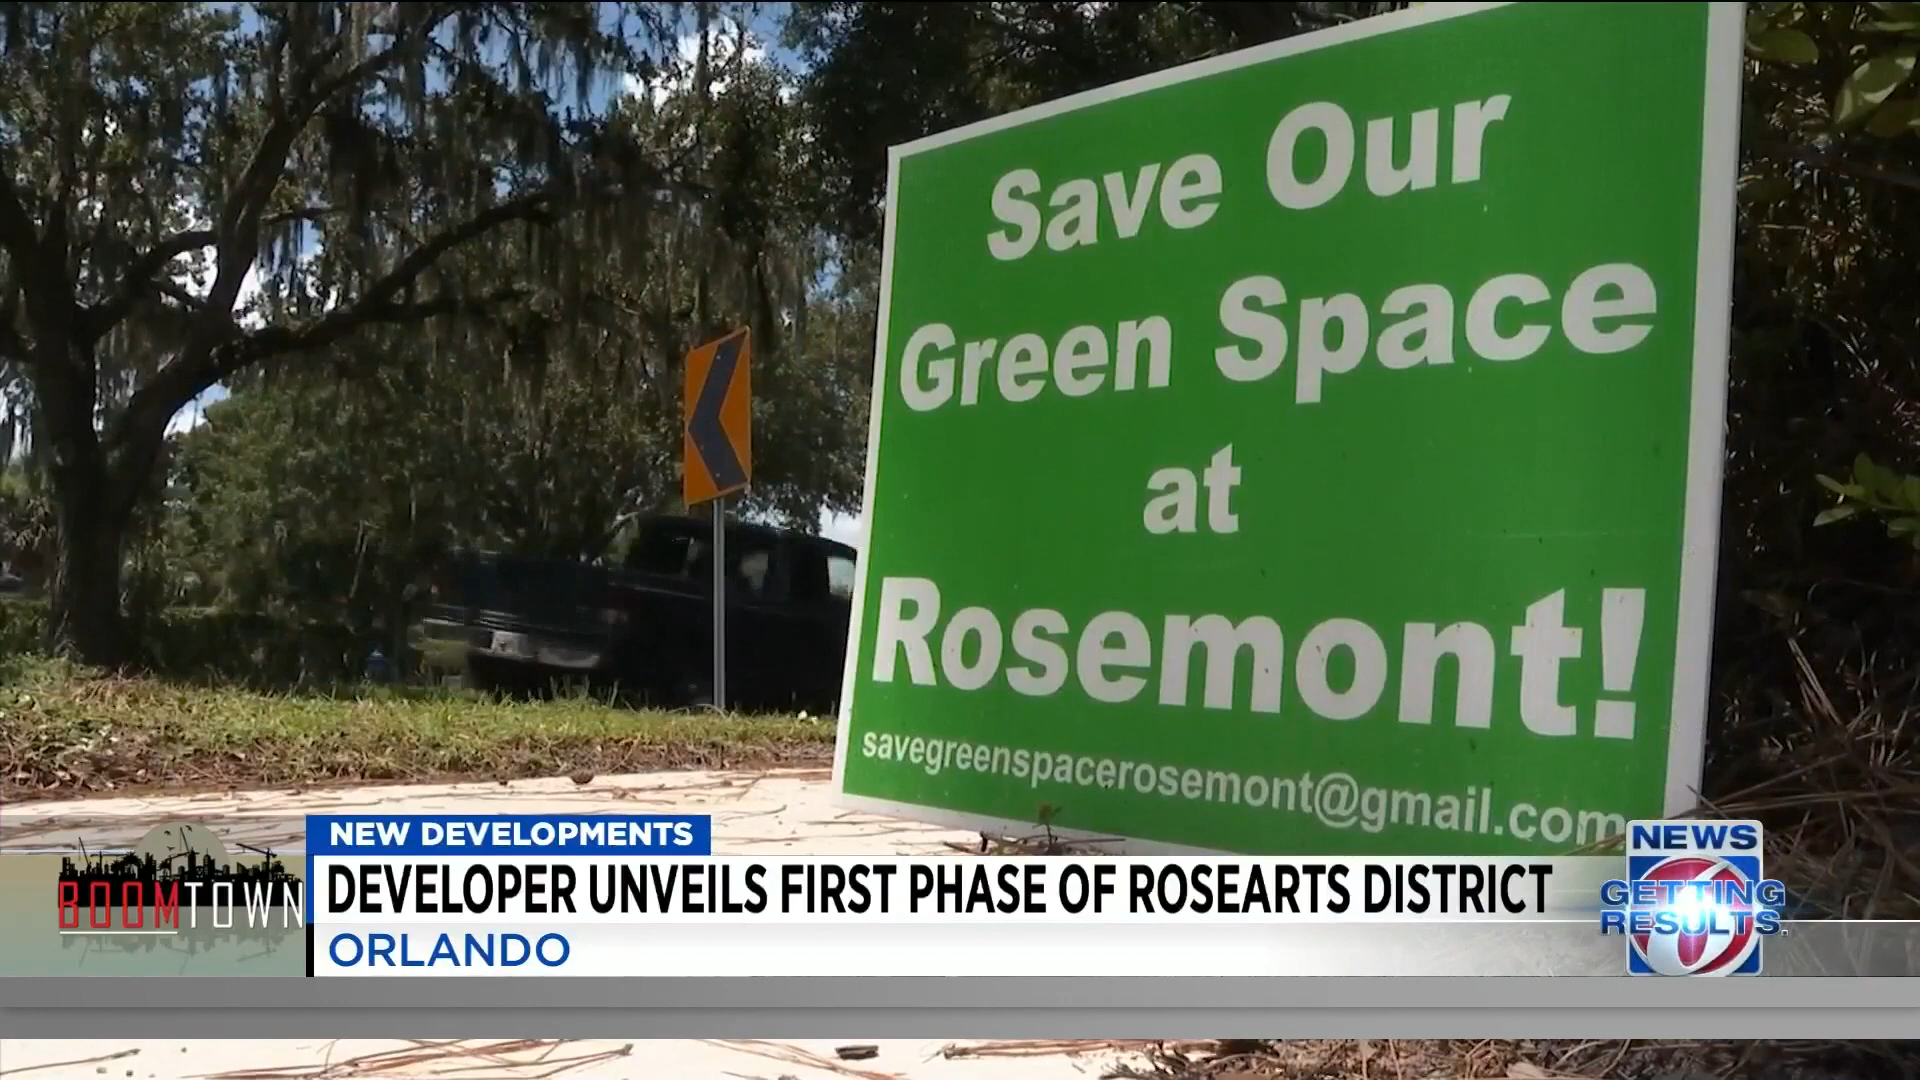 Save Our
Green Space
at
Rosemont!
savegreenspacerosemont@gmail.com
NEW DEVELOPMENTS
BOOMTOWN
DEVELOPER UNVEILS FIRST PHASE OF ROSEARTS DISTRICT
ORLANDO
NEWS
6
GETTING
RESULTS.